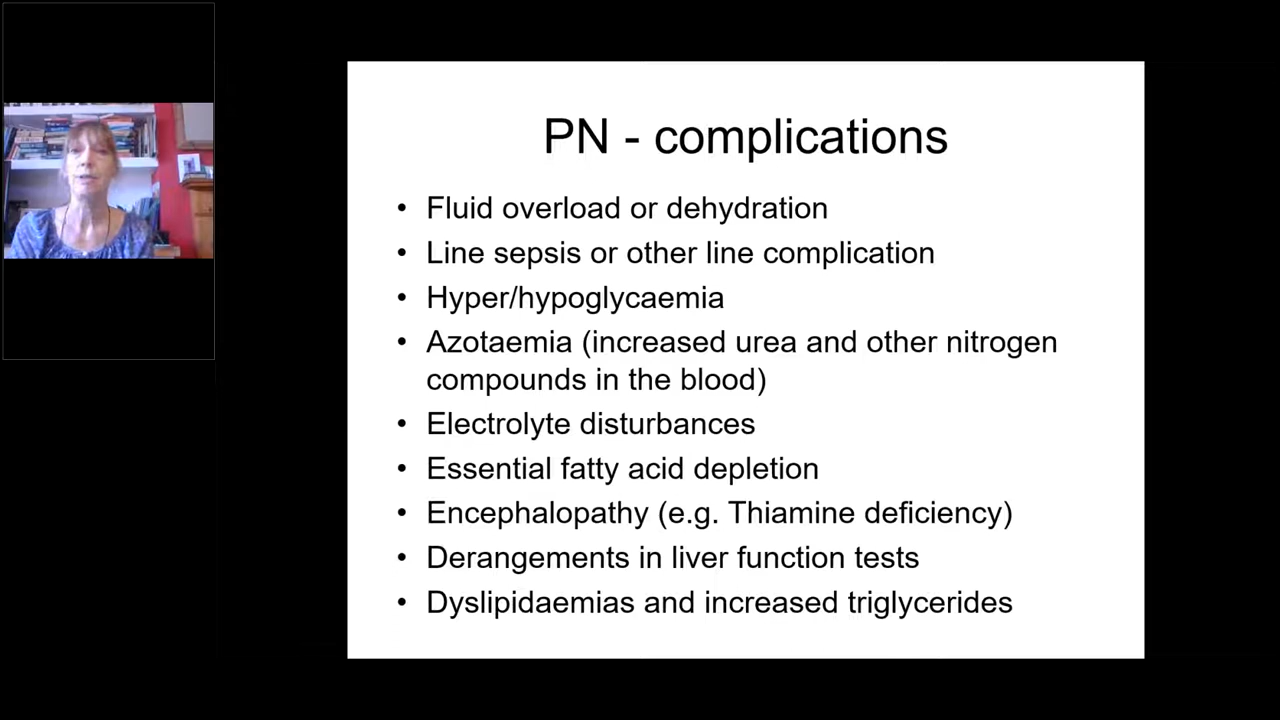 PN - complications
• Fluid overload or dehydration
• Line sepsis or other line complication
• Hyper/hypoglycaemia
• Azotaemia (increased urea and other nitrogen
compounds in the blood)
• Electrolyte disturbances
• Essential fatty acid depletion
• Encephalopathy (e.g. Thiamine deficiency)
• Derangements in liver function tests
• Dyslipidaemias and increased triglycerides